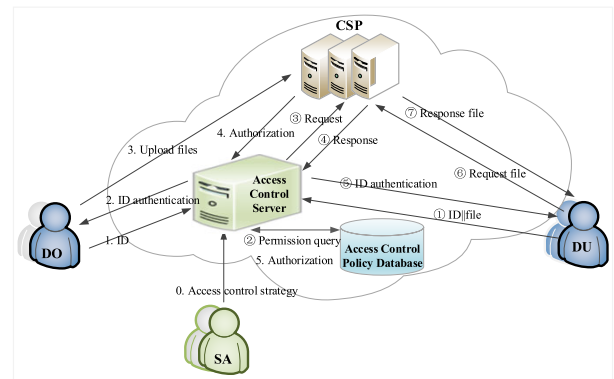 CSP
③ Request
⑦ Response file
4. Authorization
④ Response
3. Upload files
⑥ Request file
Access
Control
Server
⑤ ID authentication
2. ID authentication
① ID||file
1. ID
DO
② Permission query
Access Control
Policy Database
DU
5. Authorization
0. Access control strategy
SA